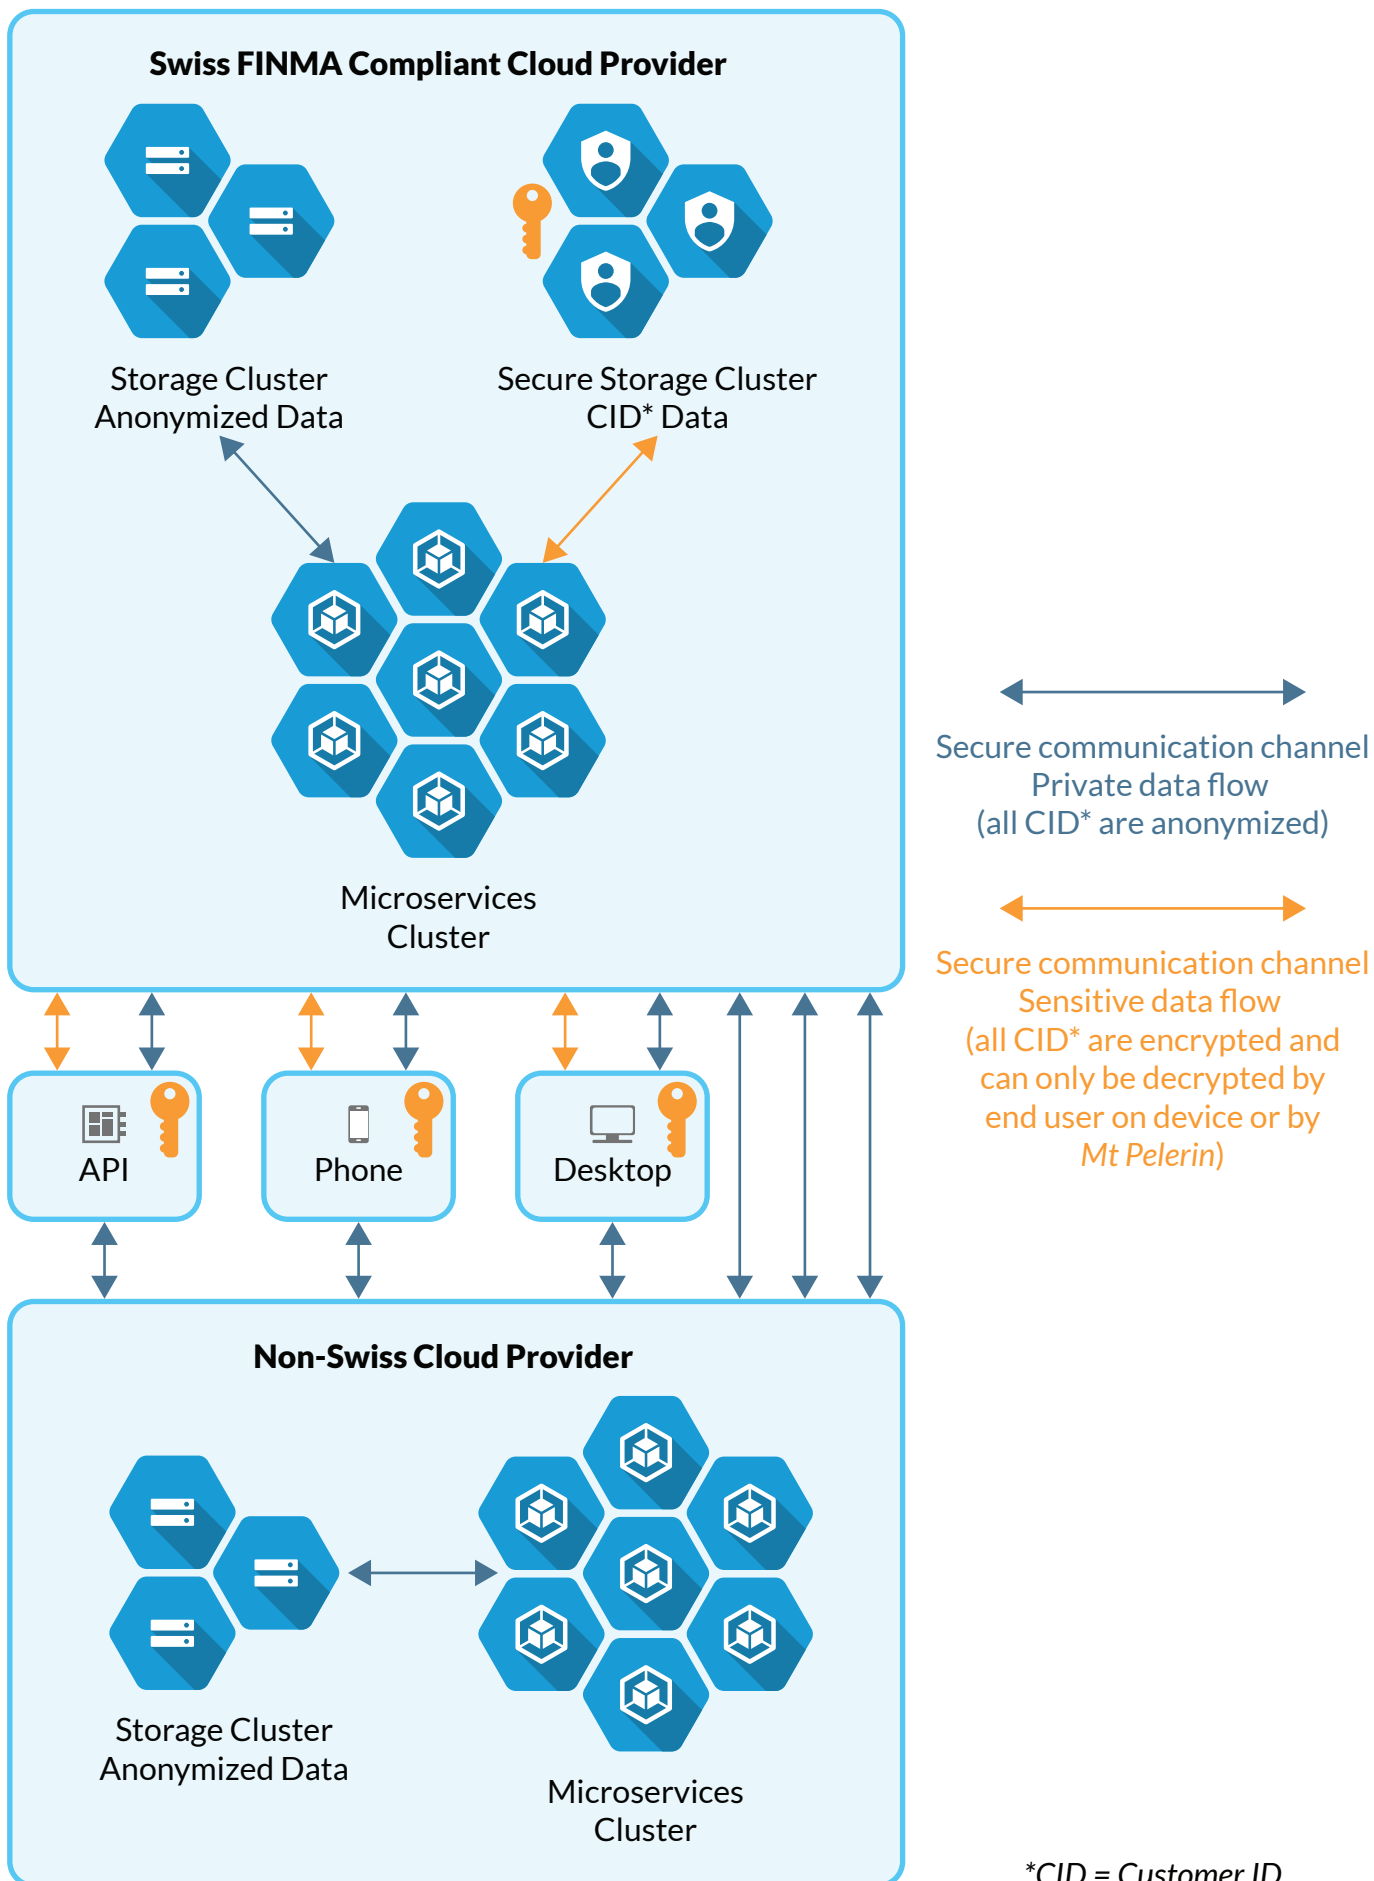 Swiss FINMA Compliant Cloud Provider
Storage Cluster
Anonymized Data
Secure Storage Cluster
CID* Data
Microservices
Cluster
Secure communication channel
Private data flow
(all CID* are anonymized)
Secure communication channel
Sensitive data flow
(all CID* are encrypted and
can only be decrypted by
end user on device or by
Mt Pelerin)
API
Phone
Desktop
Non-Swiss Cloud Provider
Storage Cluster
Anonymized Data
Microservices
Cluster
*CID = Customer ID